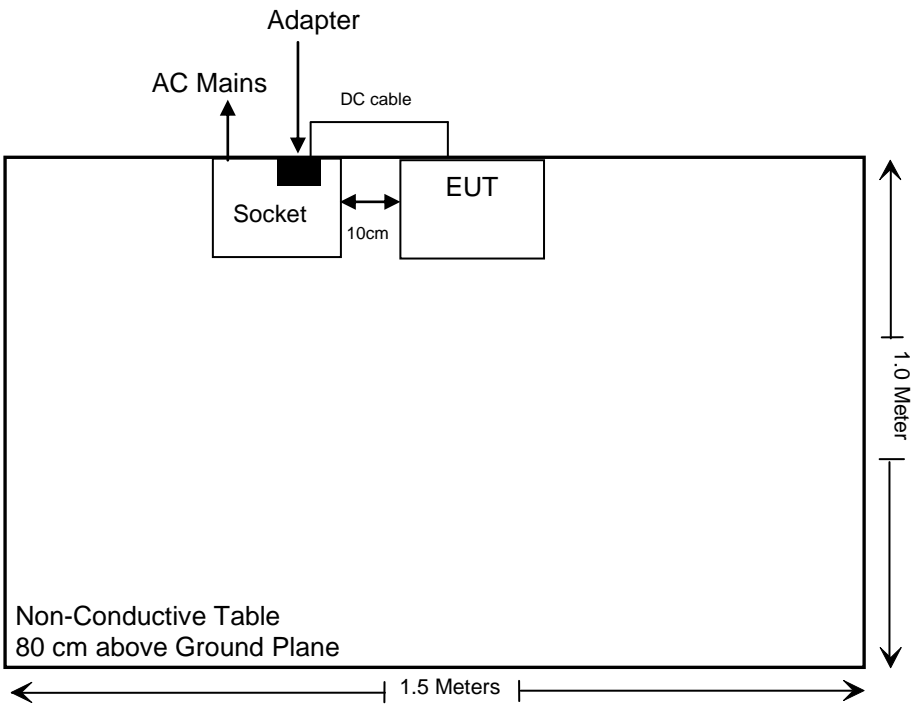 Adapter
AC Mains
DC cable
EUT
Socket
10cm
1.0 Meter
Non-Conductive Table
80 cm above Ground Plane
1.5 Meters